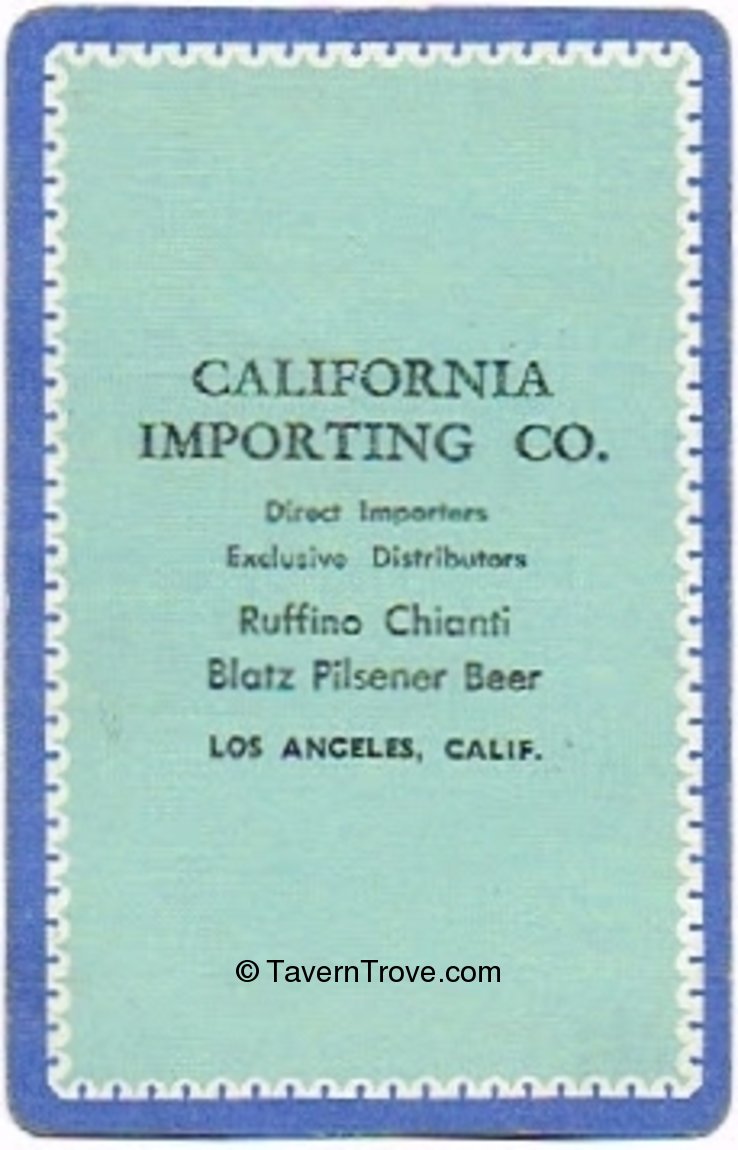 CALIFORNIA
IMPORTING CO.
Direct Importers
Exclusive Distributors
Ruffino Chianti
Blatz Pilsener Beer
LOS ANGELES, CALIF.
© TavernTrove.com